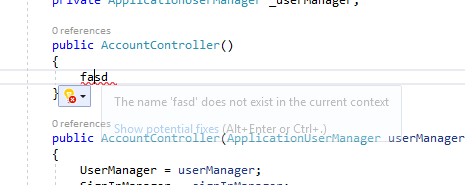 private ApplicationUserManager _userManager;
0 references
public AccountController()
{
fasd
}
The name 'fasd' does not exist in the current context
Show potential fixes (Alt+Enter or Ctrl+.)
0 references
public AccountController(ApplicationUserManager userManager
{
UserManager = userManager;
SignInManager = signInManager;